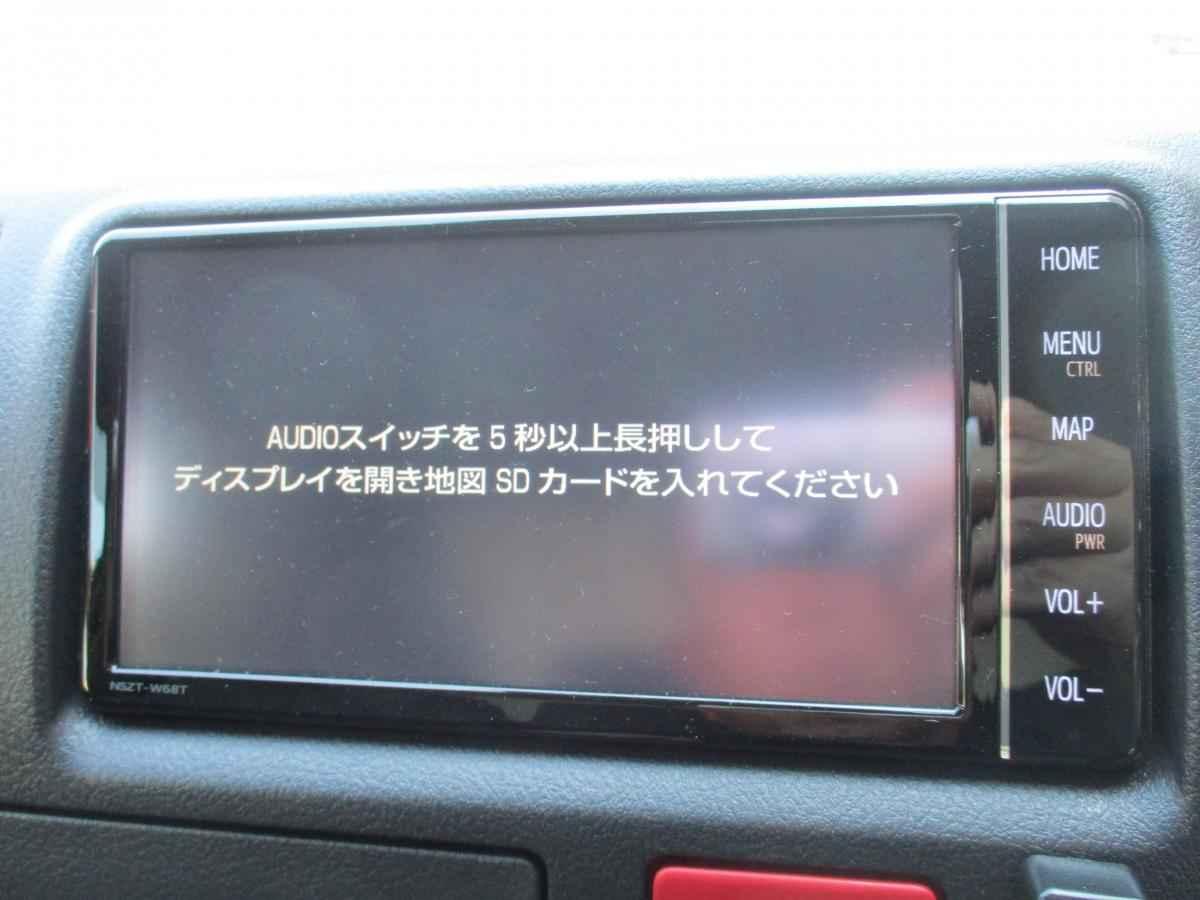 AUDIOスイッチを5秒以上長押しして
ディスプレイを開き地図SDカードを入れてください
HOME
MENU
CTRL
MAP
AUDIO
PWR
VOL+
VOL-
NSZT-W68T